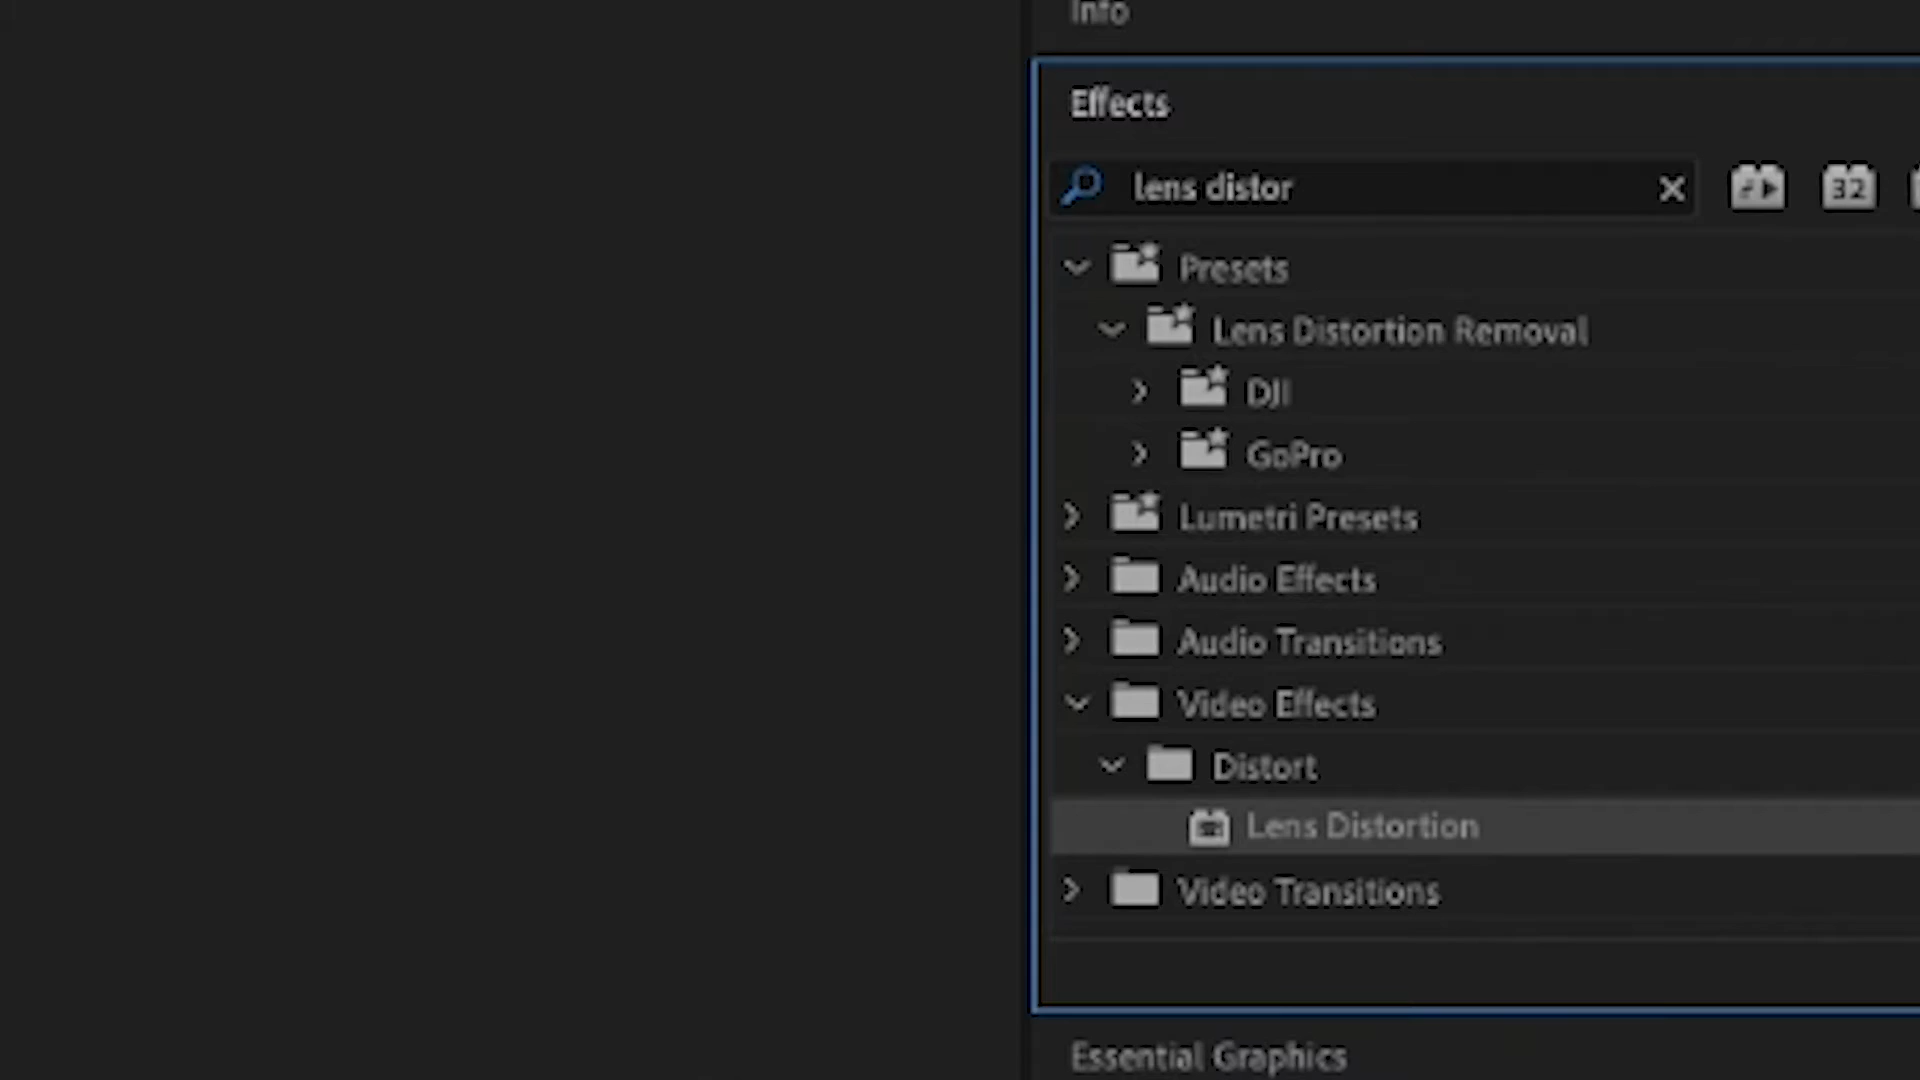 Info
Effects
lens distor
32
Presets
Lens Distortion Removal
DJI
GoPro
Lumetri Presets
Audio Effects
Audio Transitions
Video Effects
Distort
Lens Distortion
Video Transitions
Essential Graphics